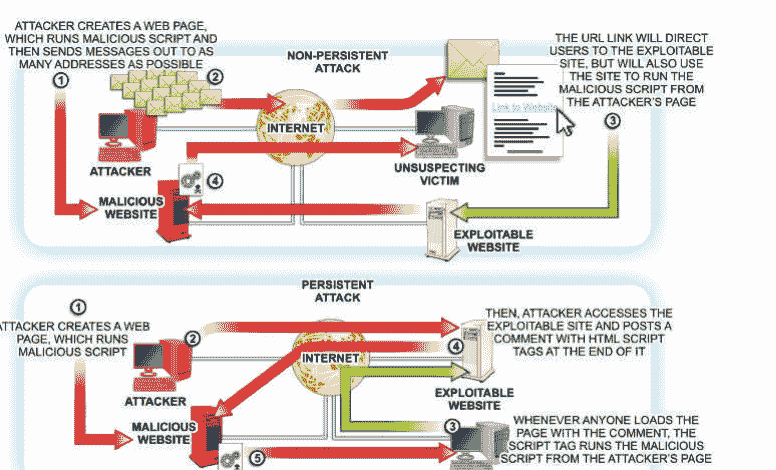 ATTACKER CREATES A WEB PAGE,
WHICH RUNS MALICIOUS SCRIPT AND
THEN SENDS MESSAGES OUT TO AS
MANY ADDRESSES AS POSSIBLE
1
2
NON-PERSISTENT
ATTACK
THE URL LINK WILL DIRECT
USERS TO THE EXPLOITABLE
SITE, BUT WILL ALSO USE
THE SITE TO RUN THE
MALICIOUS SCRIPT FROM
THE ATTACKER'S PAGE
3
Link to Website
INTERNET
ATTACKER
UNSUSPECTING
VICTIM
4
MALICIOUS
WEBSITE
EXPLOITABLE
WEBSITE
PERSISTENT
ATTACK
1
ATTACKER CREATES A WEB
PAGE, WHICH RUNS
MALICIOUS SCRIPT
2
THEN, ATTACKER ACCESSES THE
EXPLOITABLE SITE AND POSTS A
COMMENT WITH HTML SCRIPT
TAGS AT THE END OF IT
4
INTERNET
ATTACKER
EXPLOITABLE
WEBSITE
MALICIOUS
WEBSITE
3
WHENEVER ANYONE LOADS THE
PAGE WITH THE COMMENT, THE
SCRIPT TAG RUNS THE MALICIOUS
SCRIPT FROM THE ATTACKER'S PAGE
5